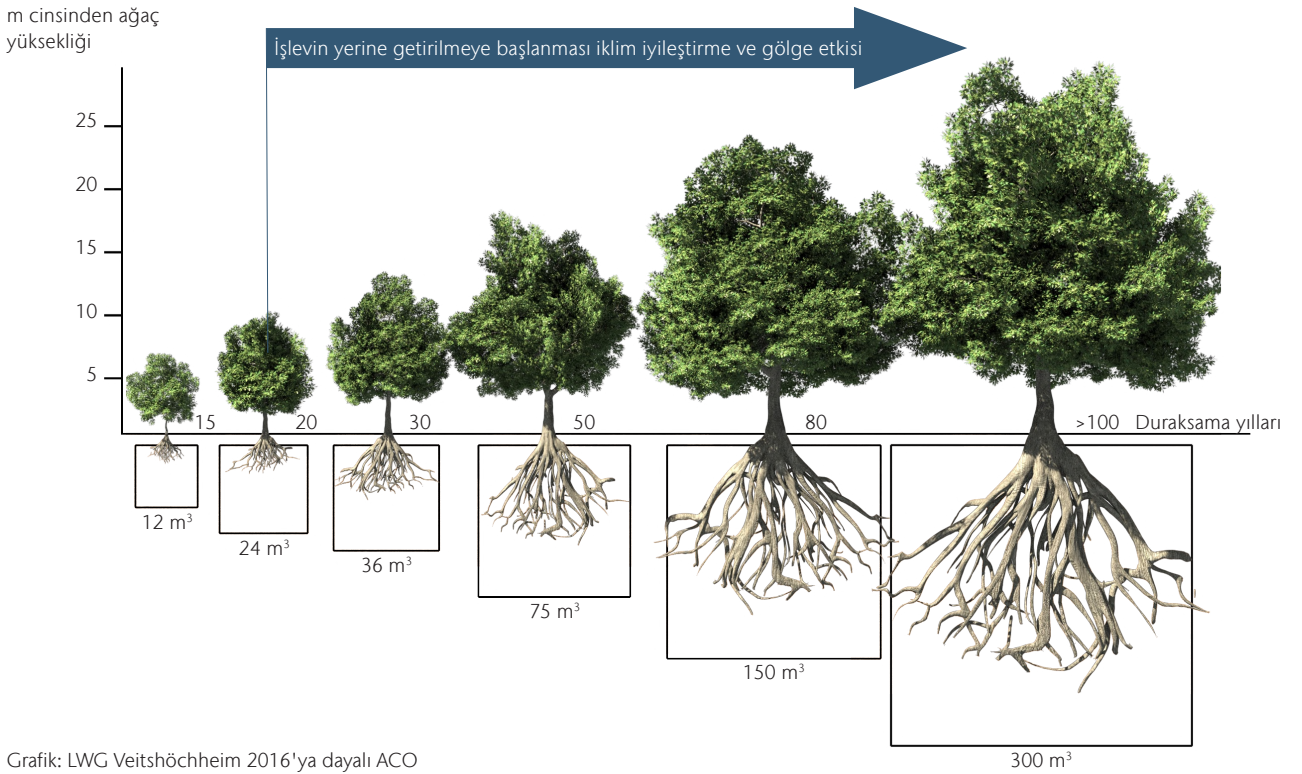 m cinsinden ağaç
yüksekliği
İşlevin yerine getirilmeye başlanması iklim iyileştirme ve gölge etkisi
25
20
15
10
5
15
20
30
50
80
>100 Duraksama yılları
12 m³
24 m³
36 m³
75 m³
150 m³
300 m³
Grafik: LWG Veitshöchheim 2016'ya dayalı ACO